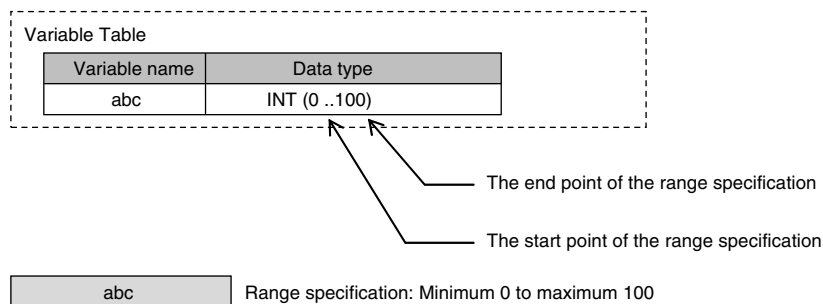 Variable Table
Variable name Data type
abc INT (0 ..100)
The end point of the range specification
The start point of the range specification
abc Range specification: Minimum 0 to maximum 100